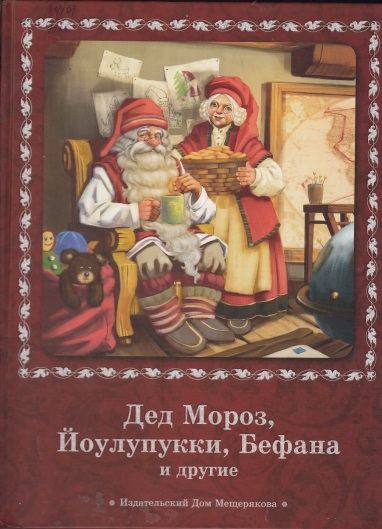 Дед Мороз,
Йоулупукки, Бефана
и другие
Издательский Дом Мещерякова